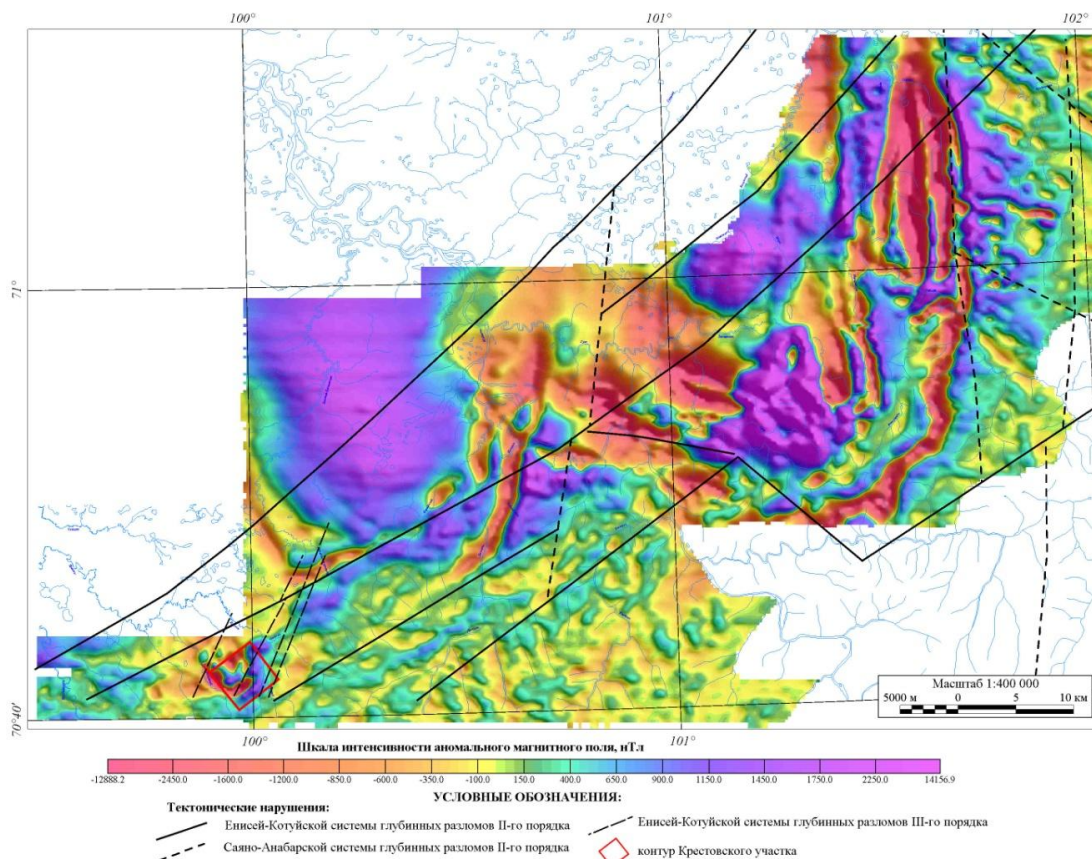 100°
101°
102°
71°
Масштаб 1:400 000
5000 м 0 5 10 км
70°40'
100°
101°
Шкала интенсивности аномального магнитного поля, нТл
-12888.2 -2450.0 -1600.0 -1200.0 -850.0 -600.0 -350.0 -100.0 150.0 400.0 650.0 900.0 1150.0 1450.0 1750.0 2250.0 14156.9
УСЛОВНЫЕ ОБОЗНАЧЕНИЯ:
Тектонические нарушения:
Енисей-Котуйской системы глубинных разломов II-го порядка
Енисей-Котуйской системы глубинных разломов III-го порядка
Саяно-Анабарской системы глубинных разломов II-го порядка
контур Крестовского участка